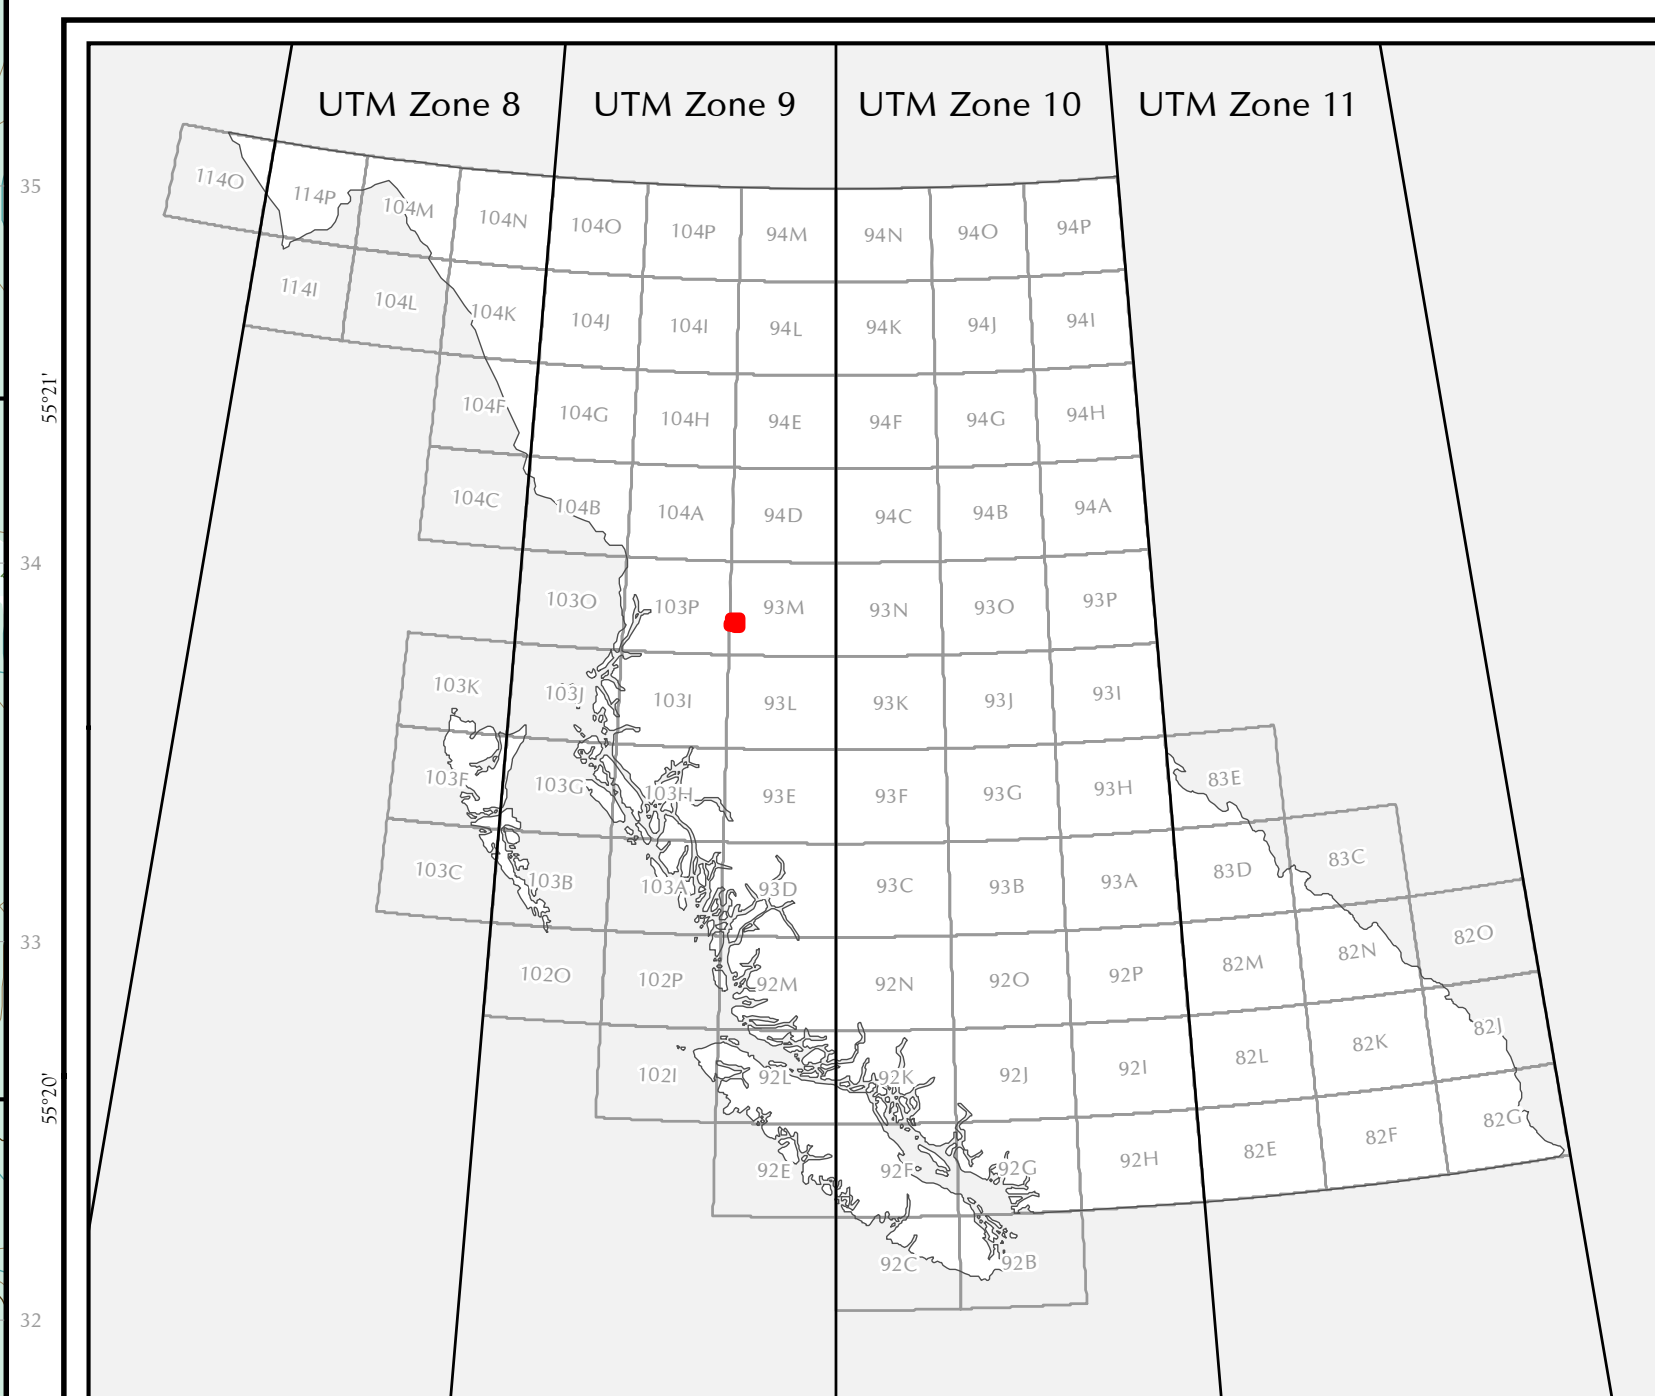 UTM Zone 8 UTM Zone 9 UTM Zone 10 UTM Zone 11
35
114O 114P 104M 104N 104O 104P 94M 94N 94O 94P
114I 104L 104K 104J 104I 94L 94K 94J 94I
55°21'
104F 104G 104H 94E 94F 94G 94H
104C 104B 104A 94D 94C 94B 94A
34
103O 103P 93M 93N 93O 93P
103K 103J 103I 93L 93K 93J 93I
103F 103G 103H 93E 93F 93G 93H 83E
103C 103B 103A 93D 93C 93B 93A 83D 83C
33
102O 102P 92M 92N 92O 92P 82M 82N 82O
55°20'
102I 92L 92K 92J 92I 82L 82K 82J
92E 92F 92G 92H 82E 82F 82G
92C 92B
32